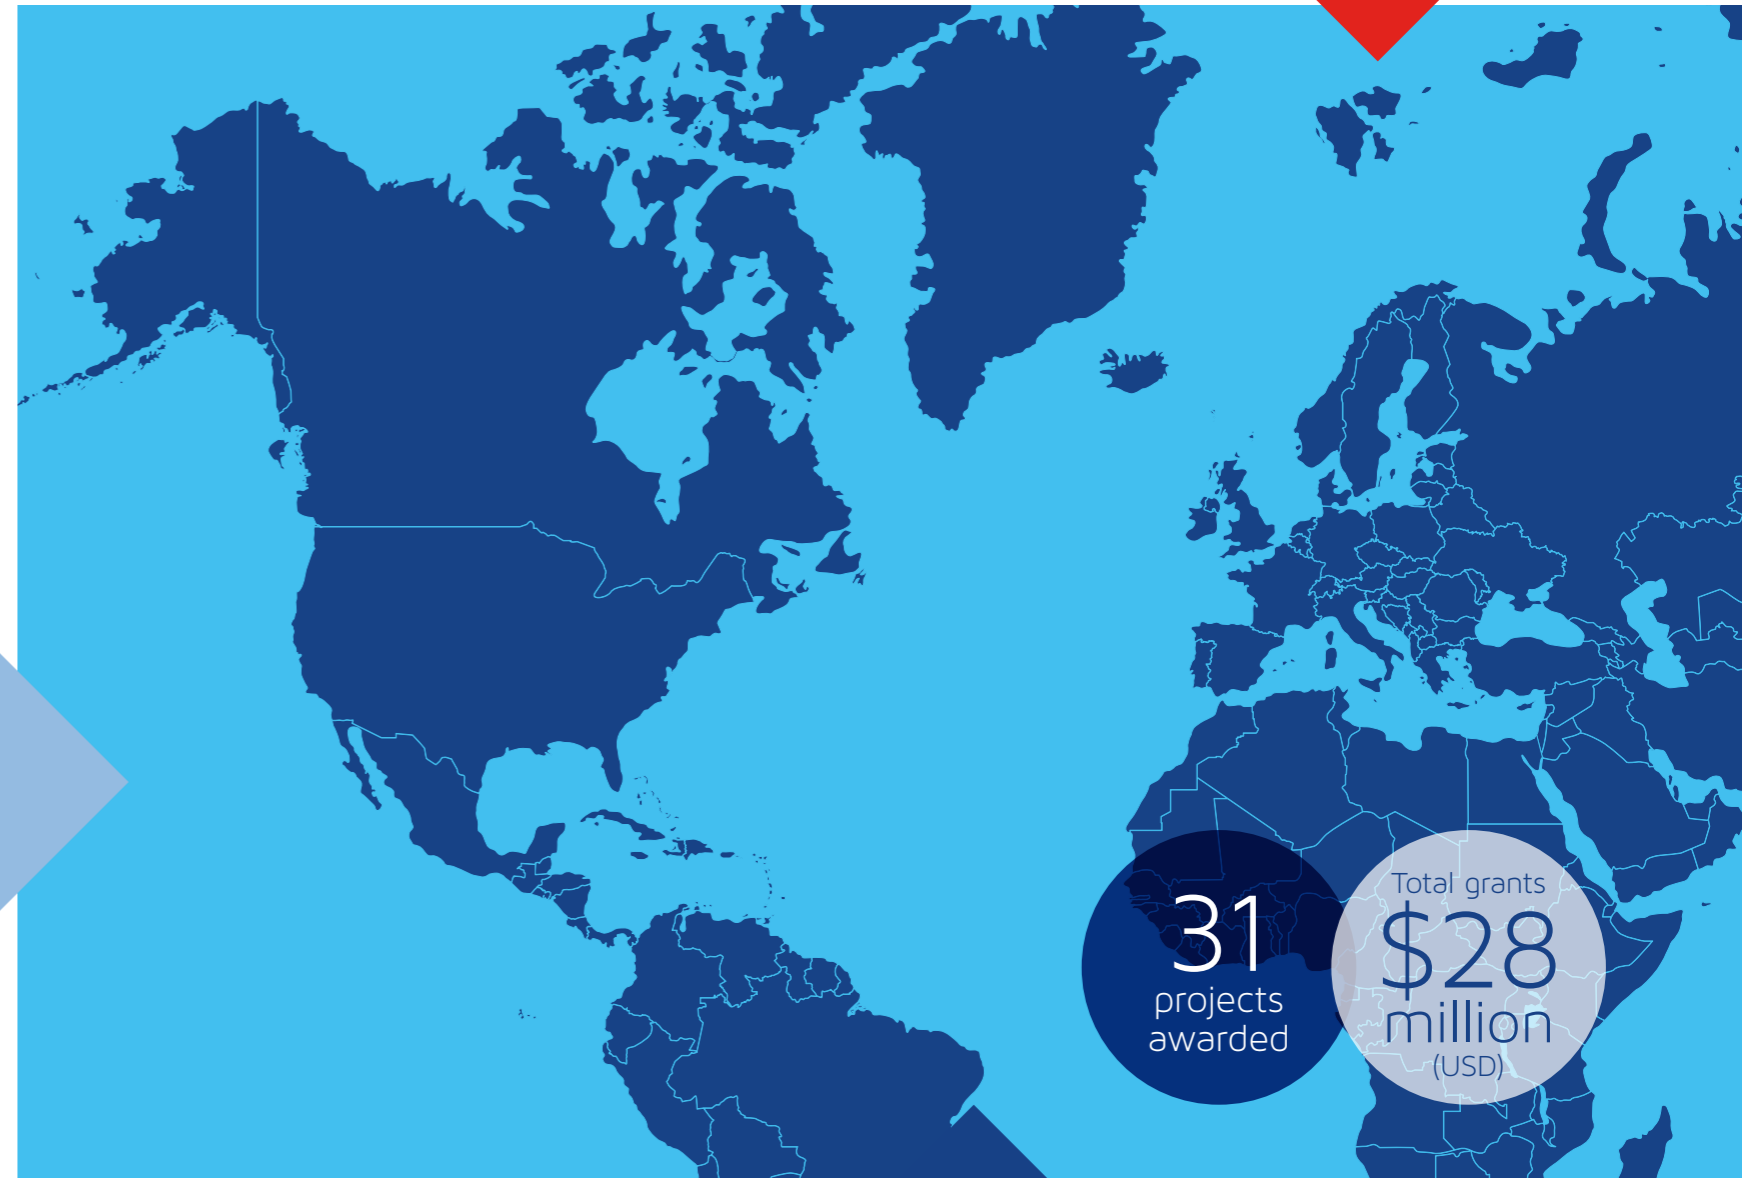 31
projects
awarded
Total grants
$28
million
(USD)